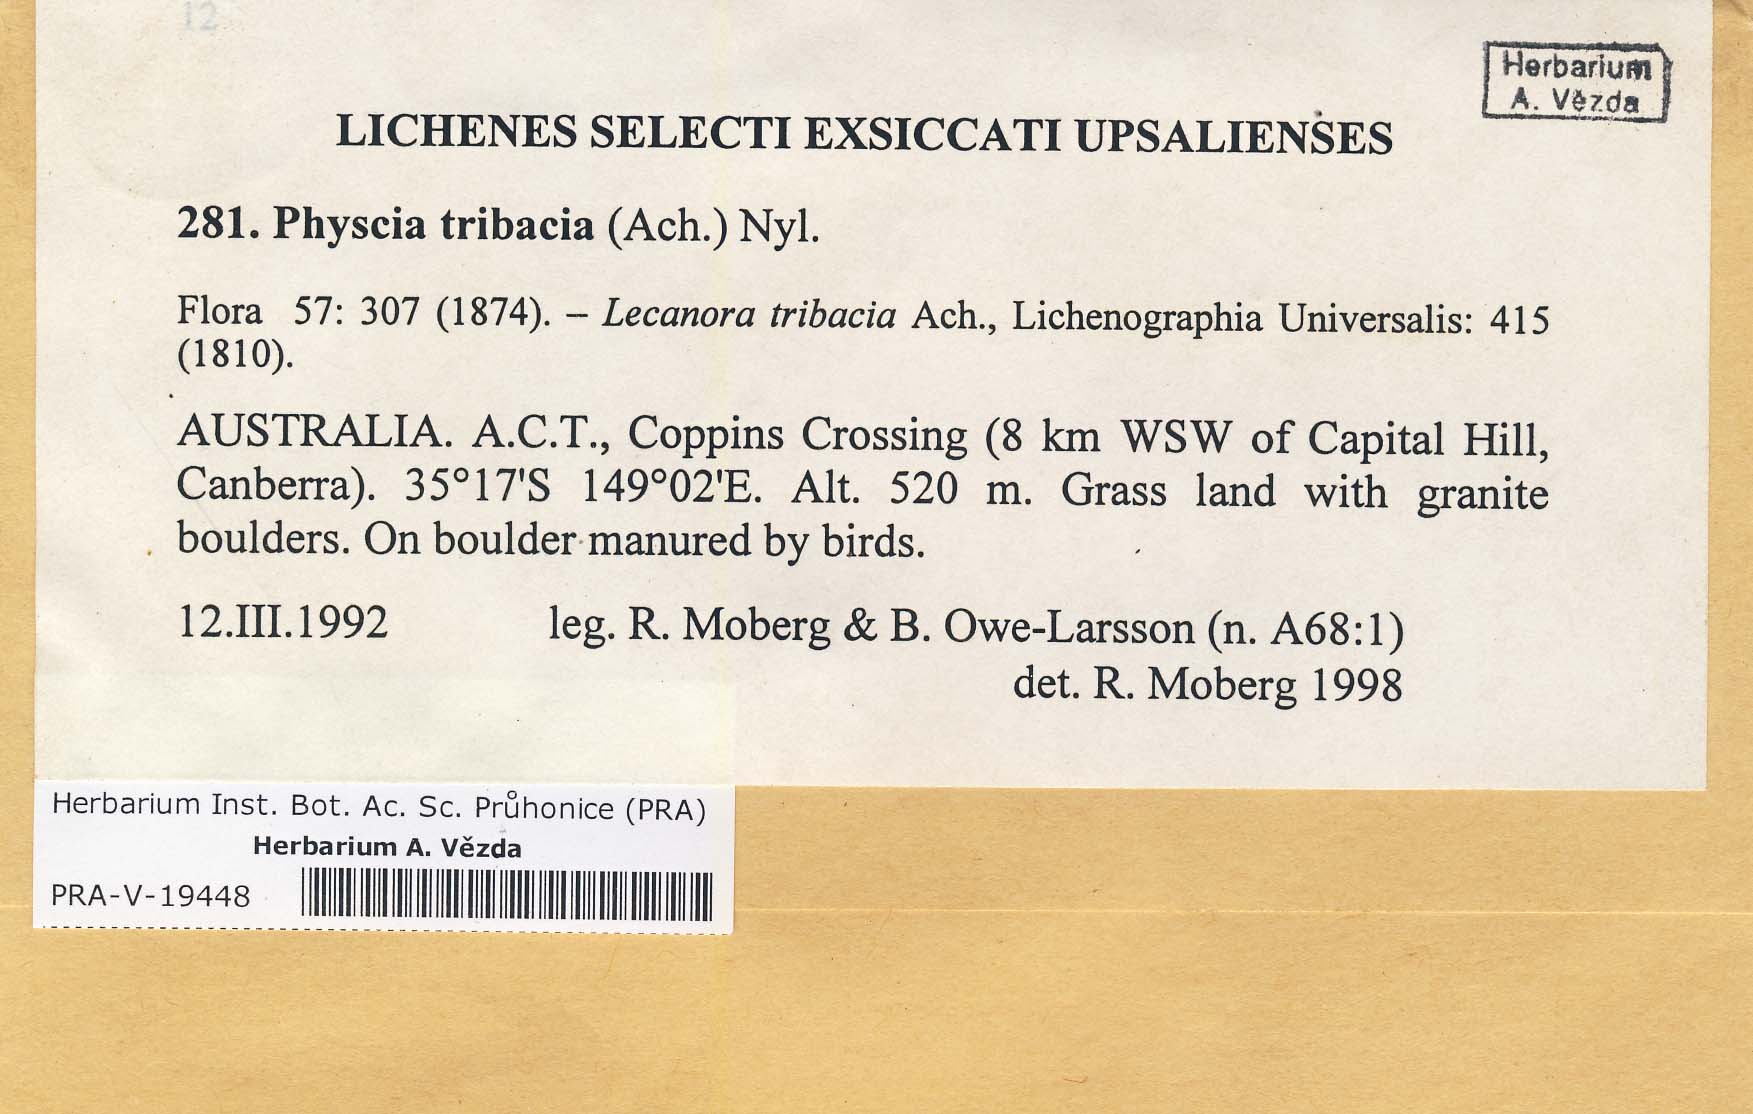 12
Herbarium
A. Vězda
LICHENES SELECTI EXSICCATI UPSALIENSES
281. Physcia tribacia (Ach.) Nyl.
Flora 57: 307 (1874). – Lecanora tribacia Ach., Lichenographia Universalis: 415
(1810).
AUSTRALIA. A.C.T., Coppins Crossing (8 km WSW of Capital Hill,
Canberra). 35°17'S 149°02'E. Alt. 520 m. Grass land with granite
boulders. On boulder manured by birds.
12.III.1992 leg. R. Moberg & B. Owe-Larsson (n. A68:1)
det. R. Moberg 1998
Herbarium Inst. Bot. Ac. Sc. Průhonice (PRA)
Herbarium A. Vězda
PRA-V-19448